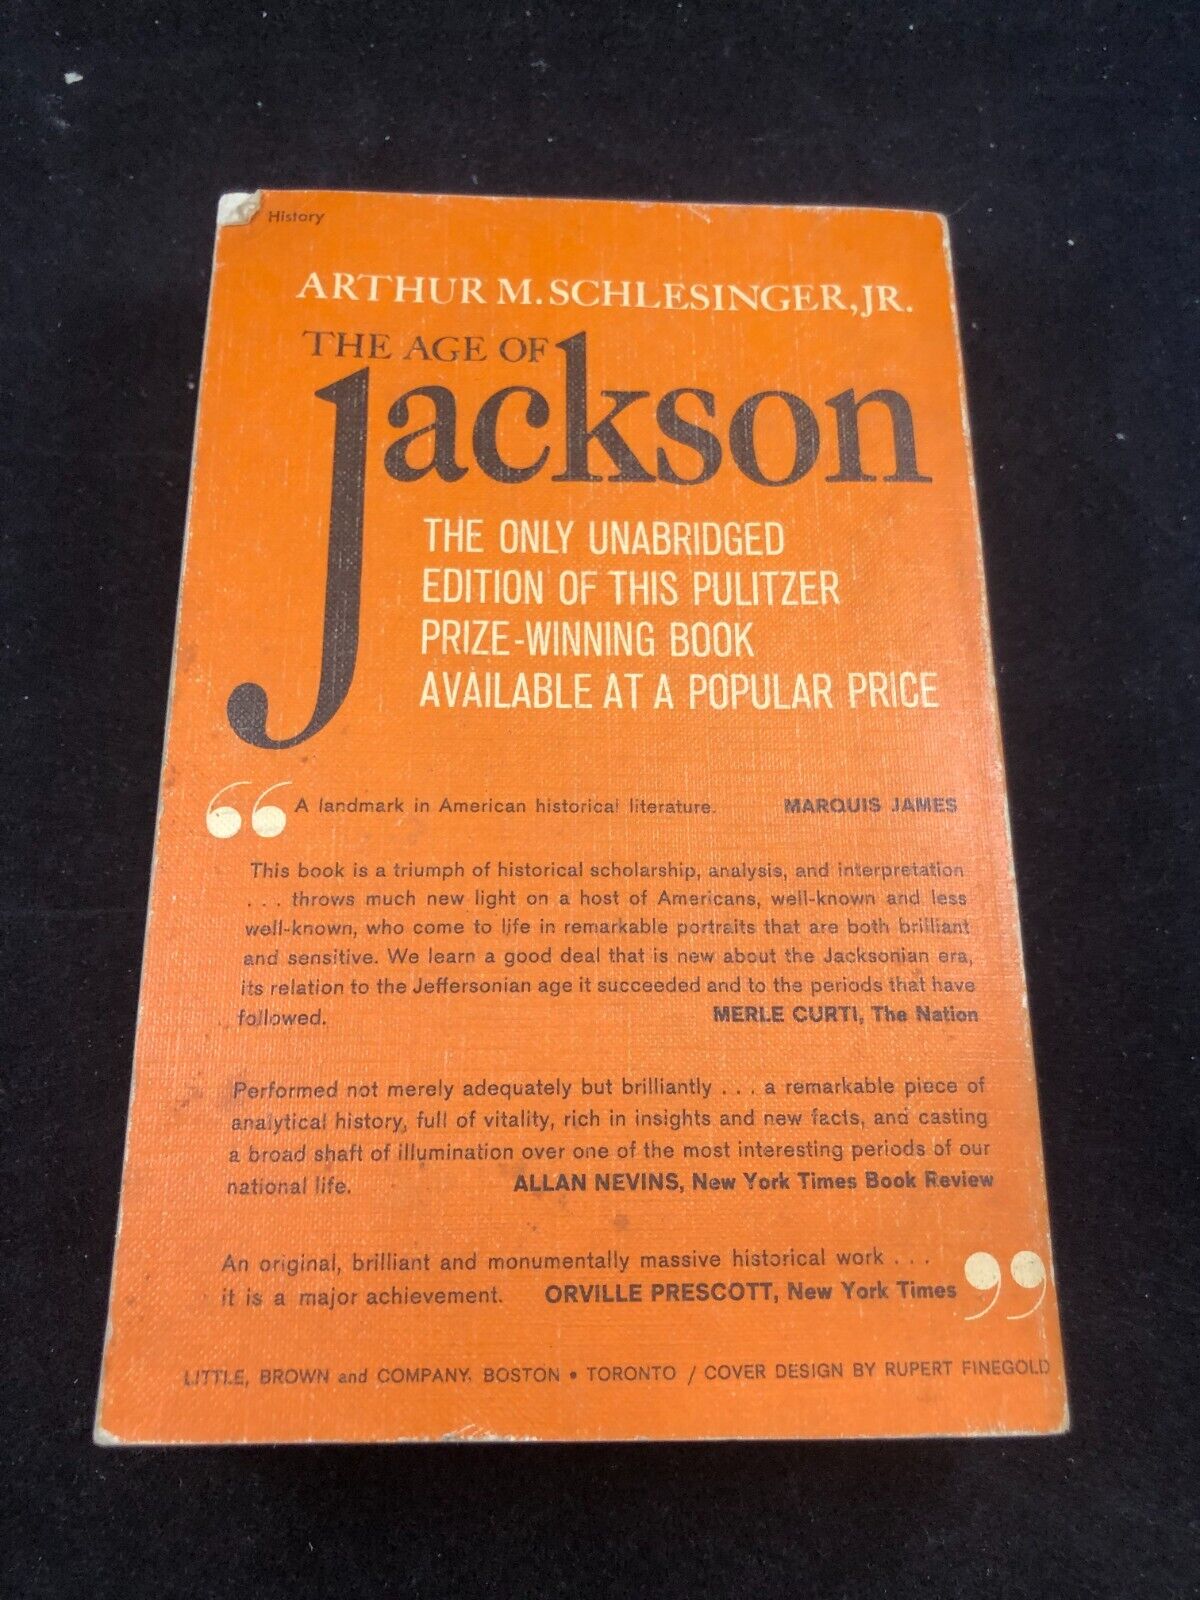 History
ARTHUR M. SCHLESINGER, JR.
THE AGE OF
Jackson
THE ONLY UNABRIDGED
EDITION OF THIS PULITZER
PRIZE-WINNING BOOK
AVAILABLE AT A POPULAR PRICE
“ A landmark in American historical literature. MARQUIS JAMES
This book is a triumph of historical scholarship, analysis, and interpretation
. . . throws much new light on a host of Americans, well-known and less
well-known, who come to life in remarkable portraits that are both brilliant
and sensitive. We learn a good deal that is new about the Jacksonian era,
its relation to the Jeffersonian age it succeeded and to the periods that have
followed. MERLE CURTI, The Nation
Performed not merely adequately but brilliantly . . . a remarkable piece of
analytical history, full of vitality, rich in insights and new facts, and casting
a broad shaft of illumination over one of the most interesting periods of our
national life. ALLAN NEVINS, New York Times Book Review
An original, brilliant and monumentally massive historical work . . .
it is a major achievement. ORVILLE PRESCOTT, New York Times ”
LITTLE, BROWN and COMPANY, BOSTON • TORONTO / COVER DESIGN BY RUPERT FINEGOLD